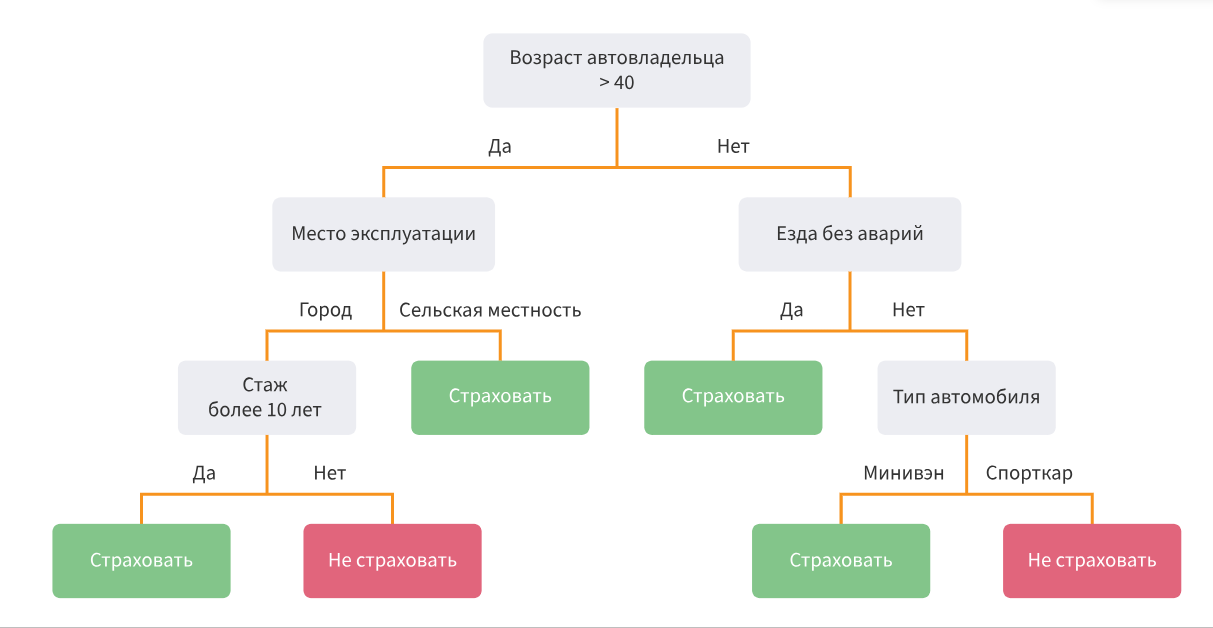 Возраст автовладельца
> 40
Да
Нет
Место эксплуатации
Езда без аварий
Город
Сельская местность
Да
Нет
Стаж
более 10 лет
Страховать
Страховать
Тип автомобиля
Да
Нет
Минивэн
Спорткар
Страховать
Не страховать
Страховать
Не страховать